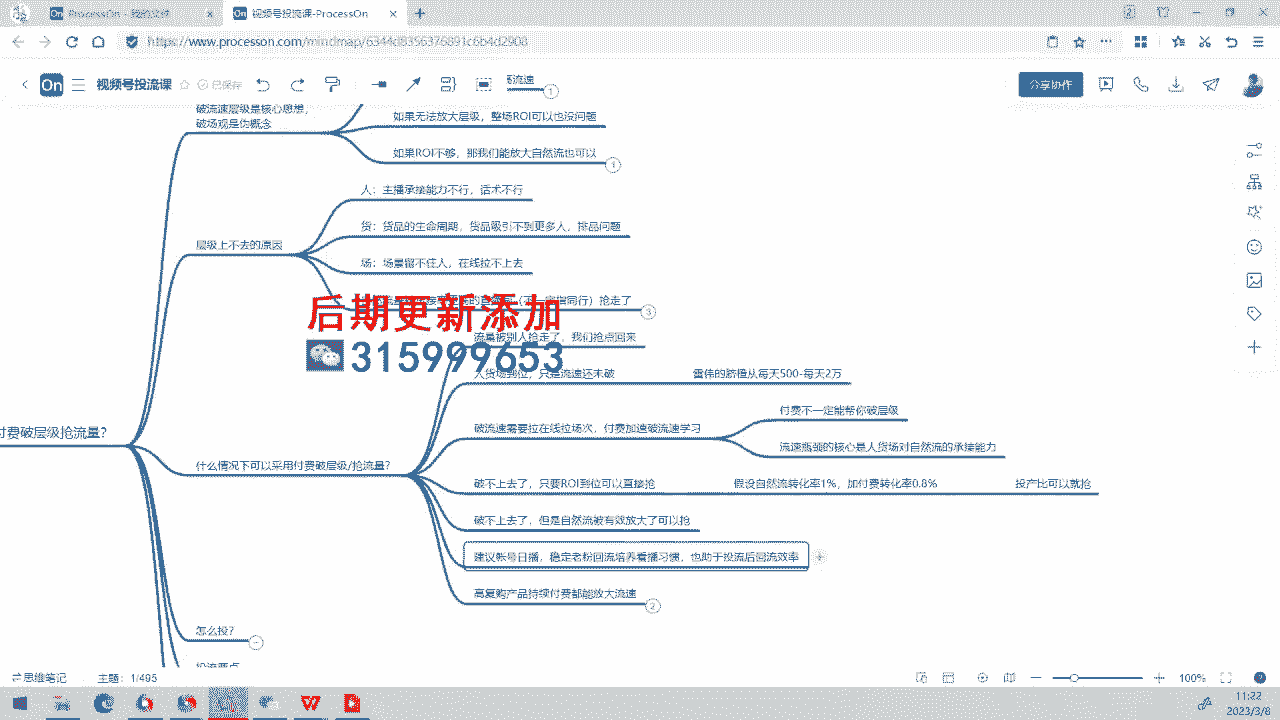 ProcessOn - 我的文件
视频号投流课-ProcessOn
https://www.processon.com/mindmap/6344d8356376891c6b4d2908
视频号投流课
已保存
流速
1
分享协作
破流速层级是核心思想，
破场观是伪概念
如果无法放大层级，整场ROI可以也没问题
如果ROI不够，那我们能放大自然流也可以
人：主播承接能力不行，话术不行
货：货品的生命周期，货品吸引不到更多人，排品问题
层级上不去的原因
场：场景留不住人，在线拉不上去
抢走了
3
后期更新添加
315999653
流量被别人抢走了，我们抢点回来
人货场到位，只是流速还未破
雷伟的脐橙从每天500-每天2万
付费不一定能帮你破层级
破流速需要拉在线拉场次，付费加速破流速学习
付费破层级抢流量？
流速瓶颈的核心是人货场对自然流的承接能力
什么情况下可以采用付费破层级/抢流量？
破不上去了，只要ROI到位可以直接抢
假设自然流转化率1%，加付费转化率0.8%
投产比可以就抢
破不上去了，但是自然流被有效放大了可以抢
建议帐号日播，稳定老粉回流培养看播习惯，也助于投流后回流效率
高复购产品持续付费都能放大流速
2
怎么投？
投流要点
思维笔记
主题：1/495
100%
11:22
2023/3/8